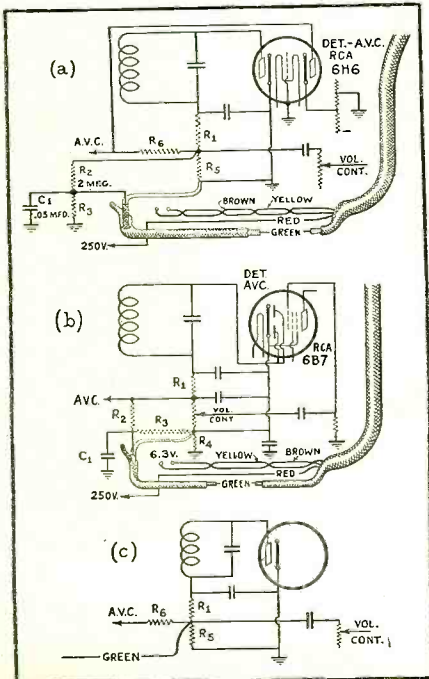 (a)
DET.-A.V.C.
RCA
6H6
A.V.C.
R6
R1
R2
2 MEG.
R5
VOL.
CONT.
C1
.05 MFD.
R3
BROWN
YELLOW
RED
GREEN
250V.
(b)
DET
AVC.
RCA
6B7
R1
AVC
R2
R3
VOL.
CONT
R4
C1
6.3V.
YELLOW
BROWN
RED
GREEN
250V.
(c)
A.V.C.
R6
R1
R5
VOL.
CONT.
GREEN